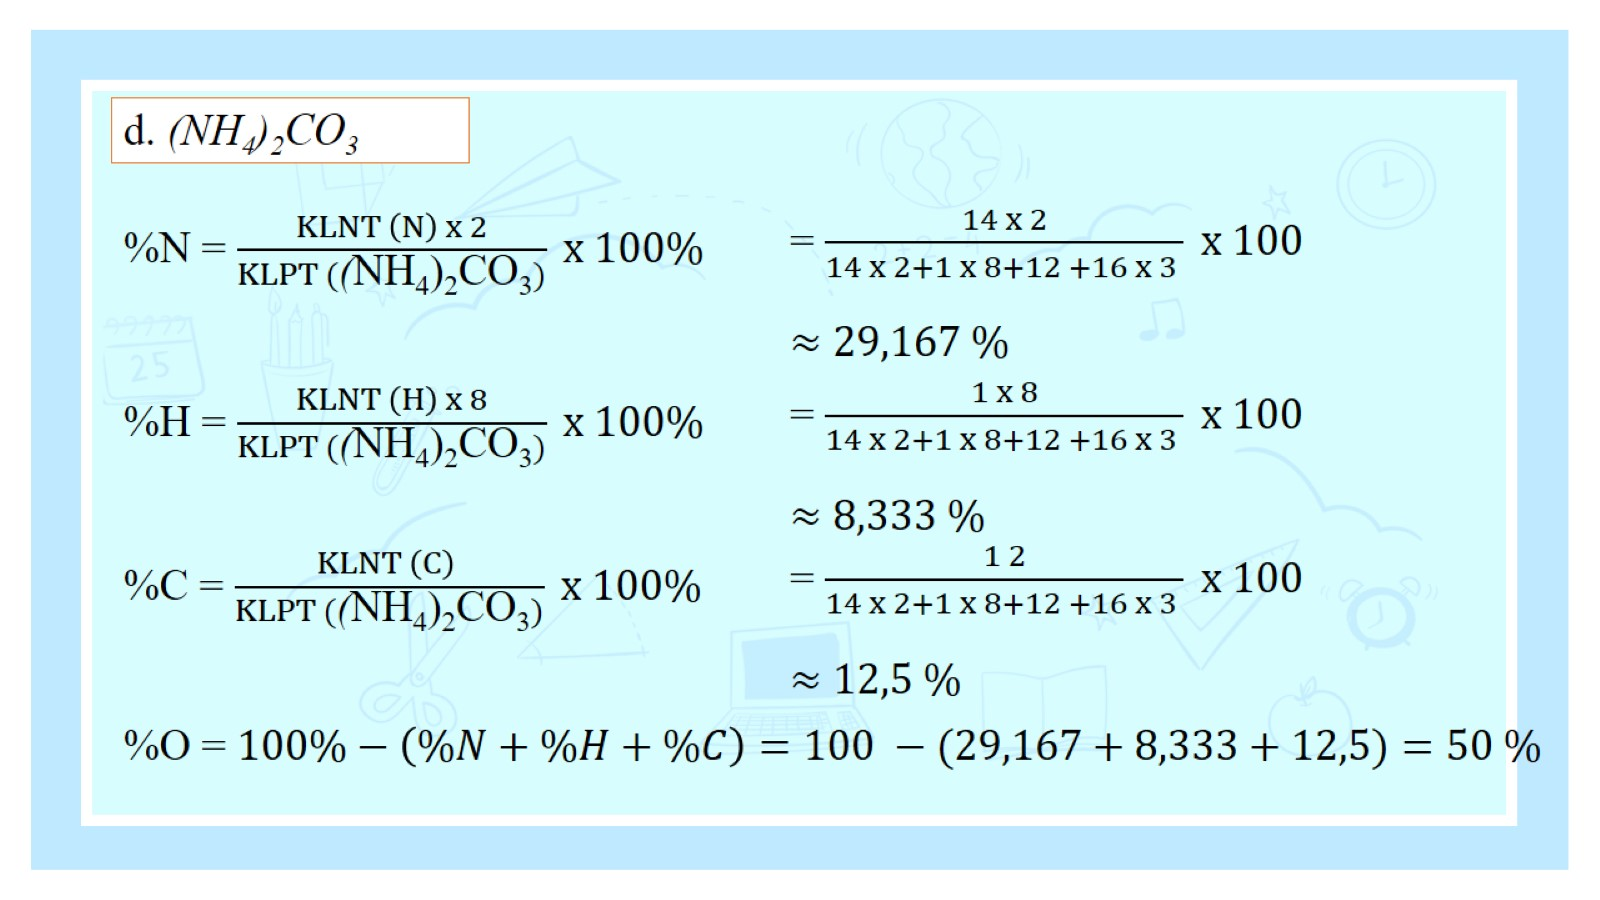 d. (NH₄)₂CO₃
%N = KLNT (N) x 2 / KLPT ((NH₄)₂CO₃) x 100% = 14 x 2 / 14 x 2+1 x 8+12 +16 x 3 x 100
≈ 29,167 %
%H = KLNT (H) x 8 / KLPT ((NH₄)₂CO₃) x 100% = 1 x 8 / 14 x 2+1 x 8+12 +16 x 3 x 100
≈ 8,333 %
%C = KLNT (C) / KLPT ((NH₄)₂CO₃) x 100% = 1 2 / 14 x 2+1 x 8+12 +16 x 3 x 100
≈ 12,5 %
%O = 100% − (%N + %H + %C) = 100 − (29,167 + 8,333 + 12,5) = 50 %
25